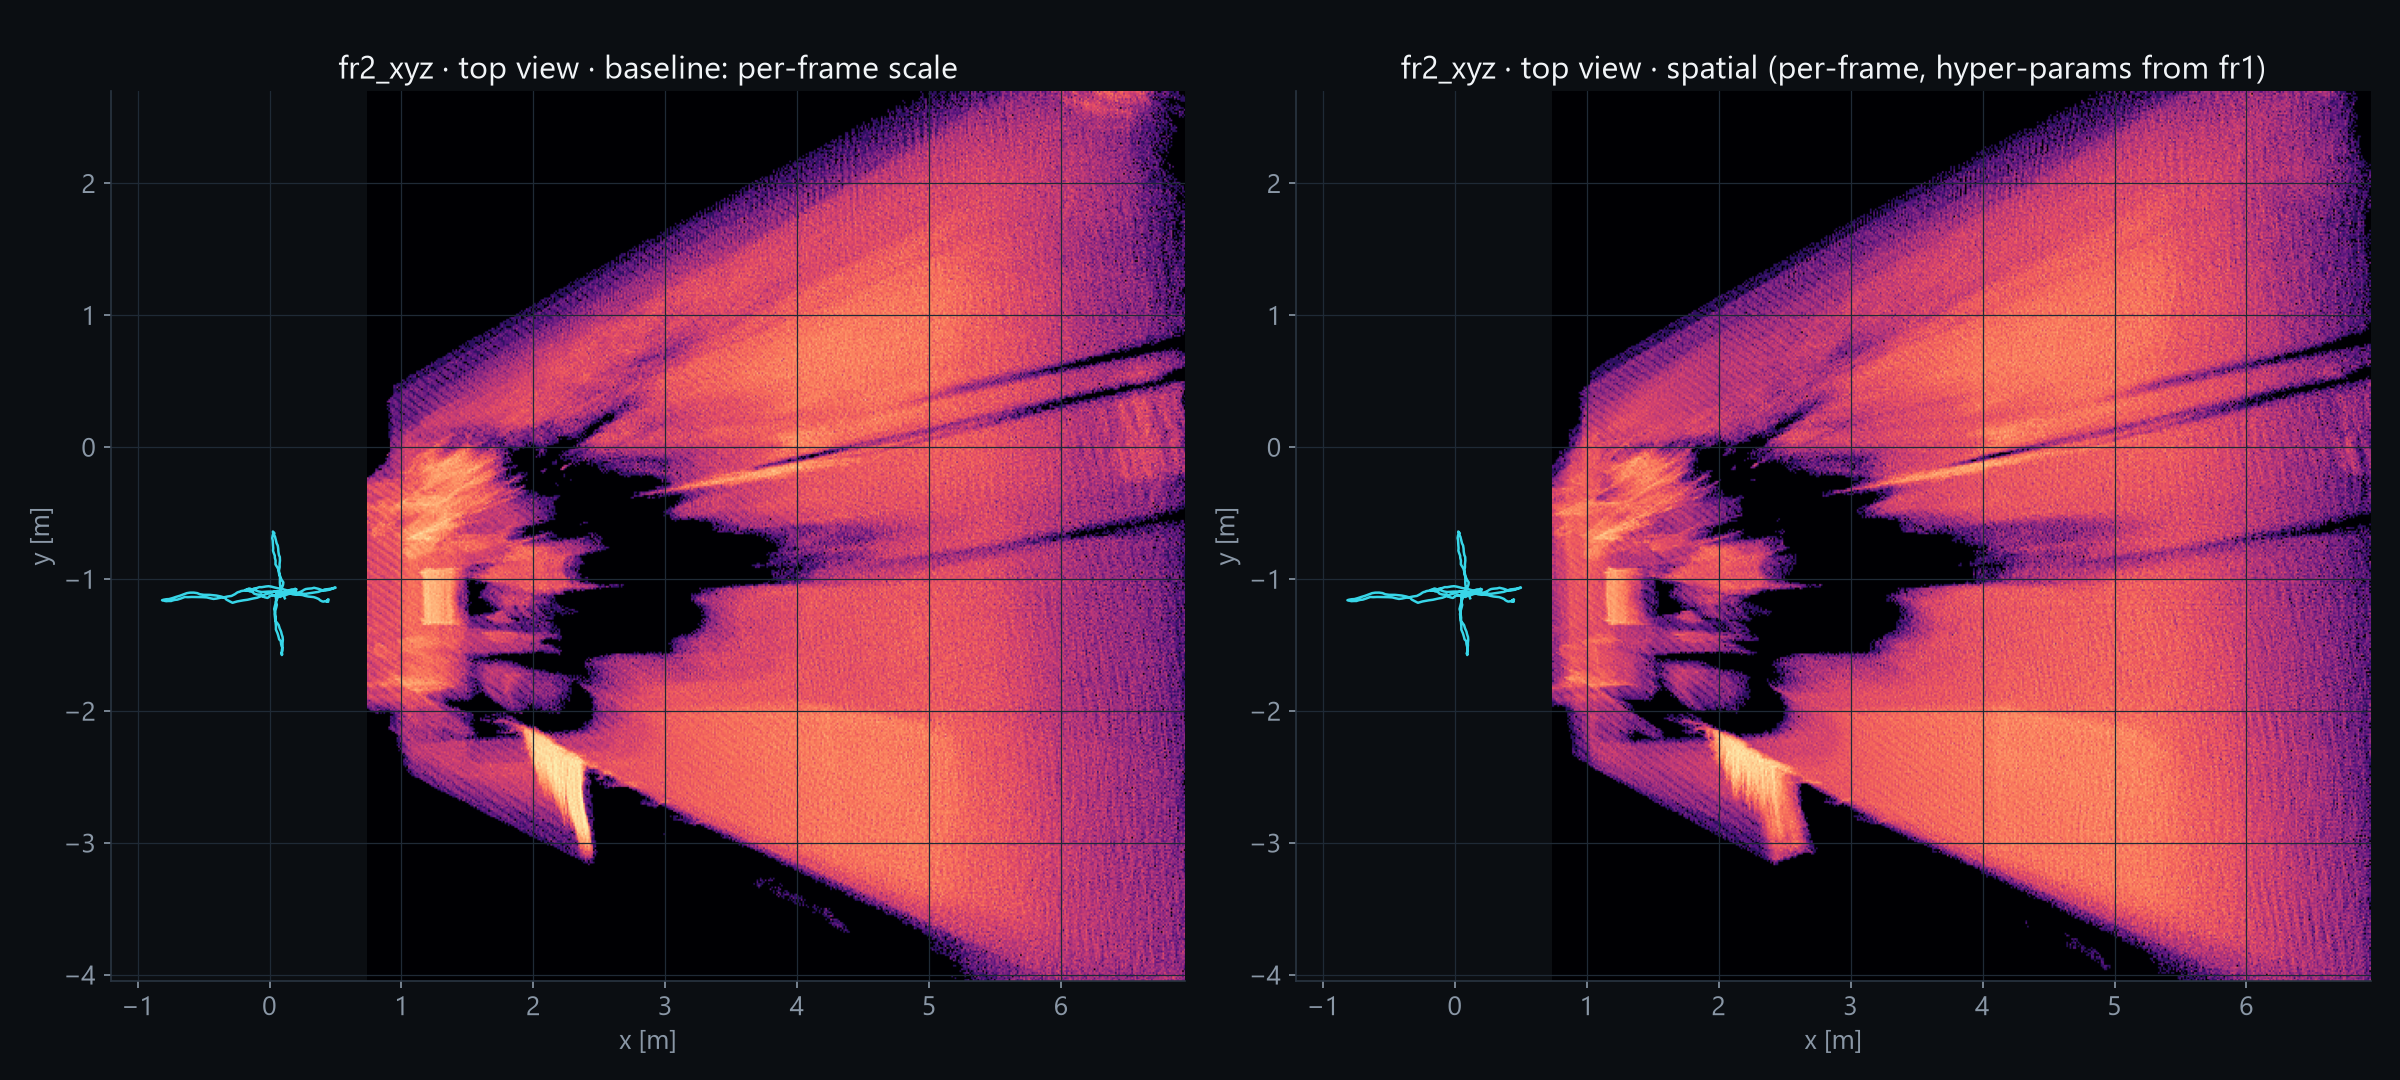 fr2_xyz · top view · baseline: per-frame scale
2
1
0
−1
−2
−3
−4
y [m]
−1 0 1 2 3 4 5 6
x [m]
fr2_xyz · top view · spatial (per-frame, hyper-params from fr1)
2
1
0
−1
−2
−3
−4
y [m]
−1 0 1 2 3 4 5 6
x [m]